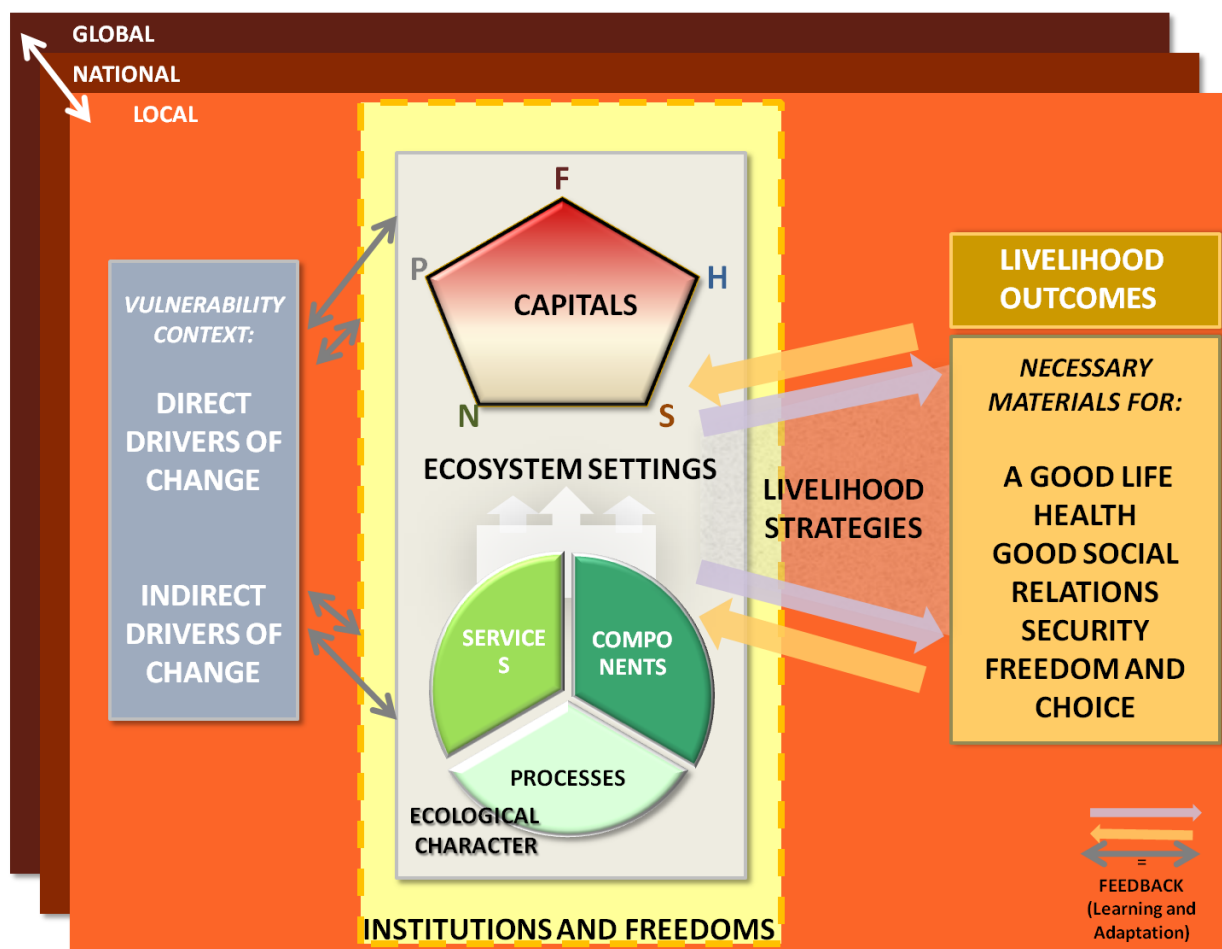 GLOBAL
NATIONAL
LOCAL
VULNERABILITY
CONTEXT:
DIRECT
DRIVERS OF
CHANGE
INDIRECT
DRIVERS OF
CHANGE
F
P
H
CAPITALS
N
S
ECOSYSTEM SETTINGS
SERVICE
S
COMPO
NENTS
PROCESSES
ECOLOGICAL
CHARACTER
INSTITUTIONS AND FREEDOMS
LIVELIHOOD
STRATEGIES
LIVELIHOOD
OUTCOMES
NECESSARY
MATERIALS FOR:
A GOOD LIFE
HEALTH
GOOD SOCIAL
RELATIONS
SECURITY
FREEDOM AND
CHOICE
=
FEEDBACK
(Learning and
Adaptation)